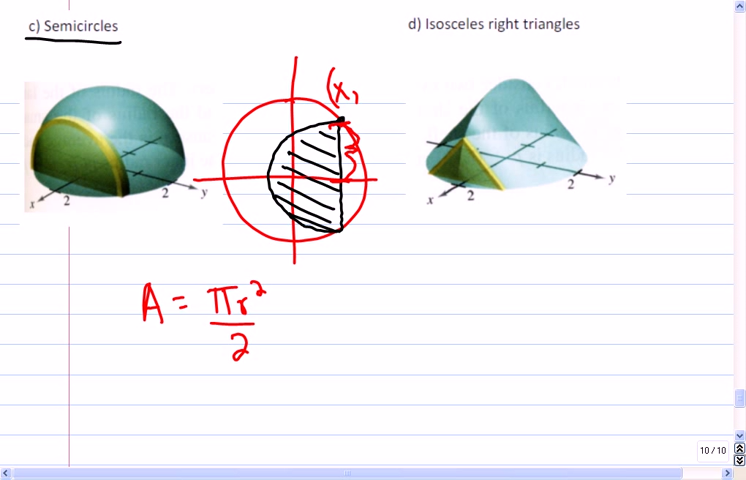 c) Semicircles
d) Isosceles right triangles
(x,
x
2
2
y
x
2
2
y
A = πr²/2
10 / 10